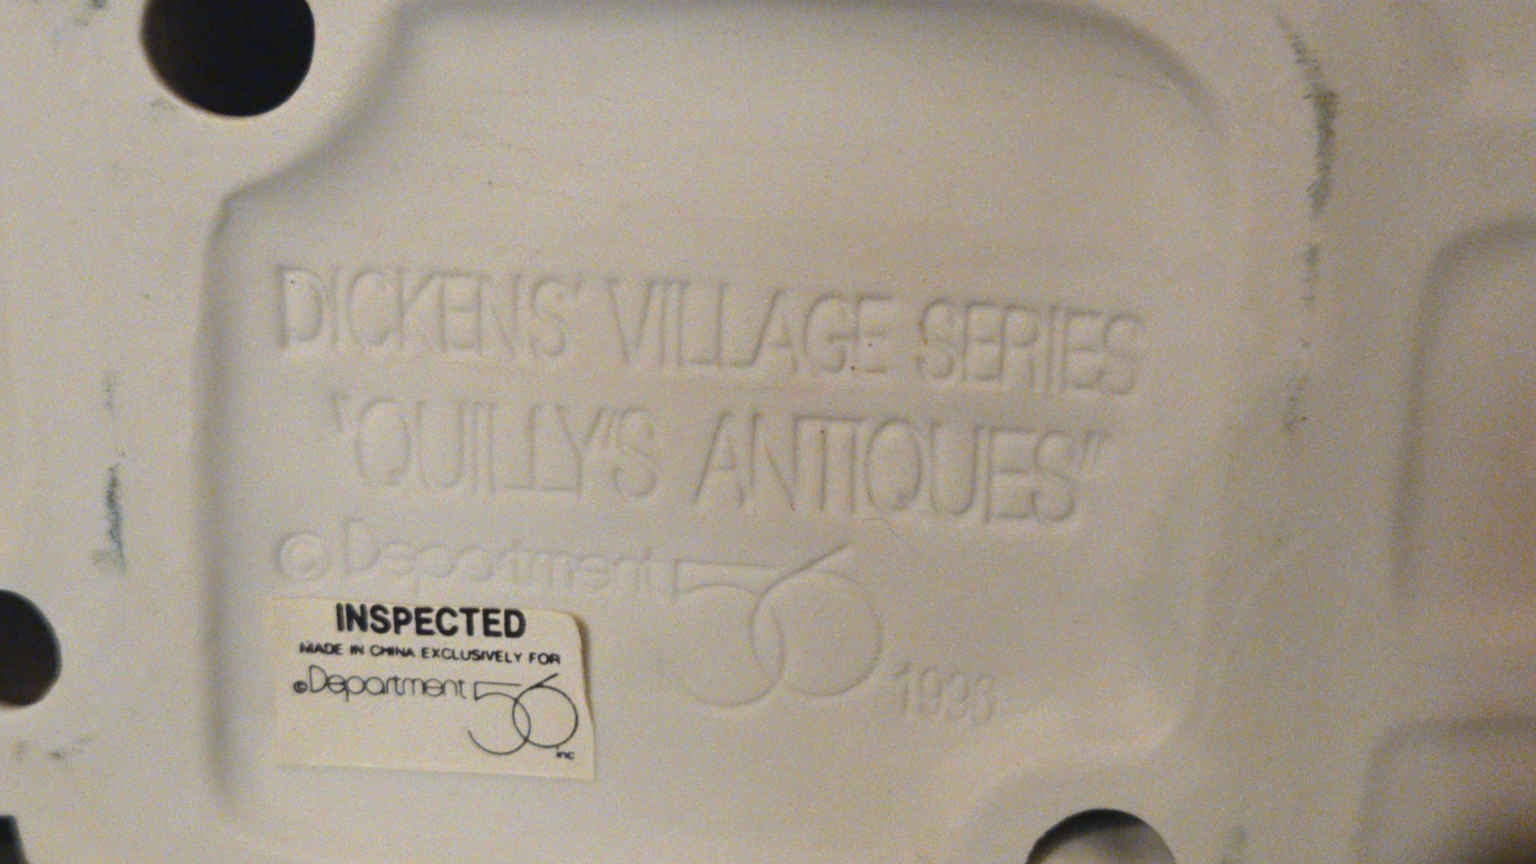 DICKENS' VILLAGE SERIES
"QUILLY'S ANTIQUES"
© Department 56
INSPECTED
MADE IN CHINA EXCLUSIVELY FOR
© Department 56
inc